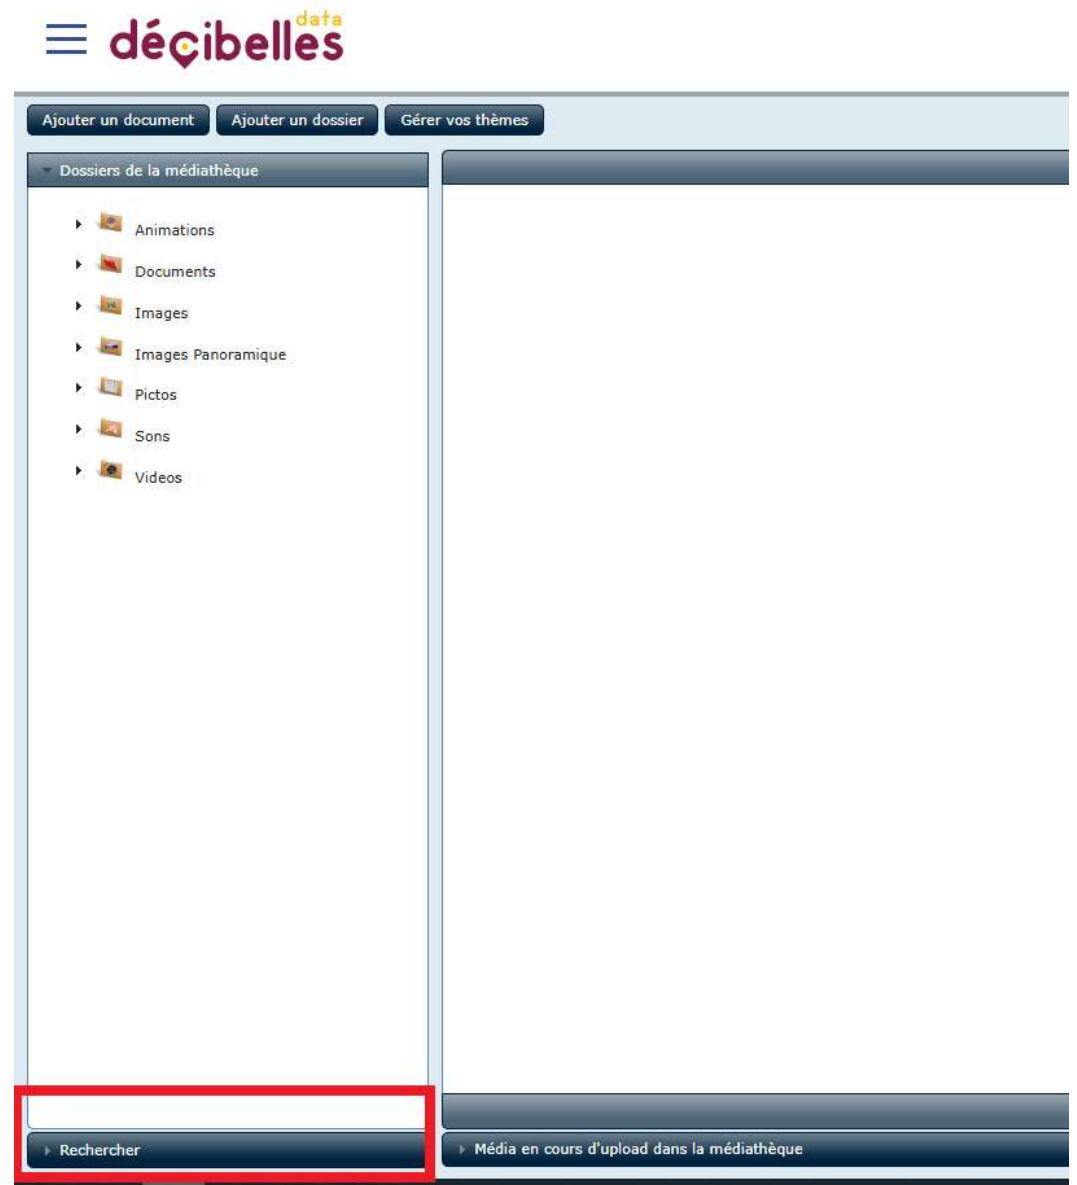 data
décibelles
Ajouter un document Ajouter un dossier Gérer vos thèmes
Dossiers de la médiathèque
Animations
Documents
Images
Images Panoramique
Pictos
Sons
Videos
Rechercher
Média en cours d'upload dans la médiathèque